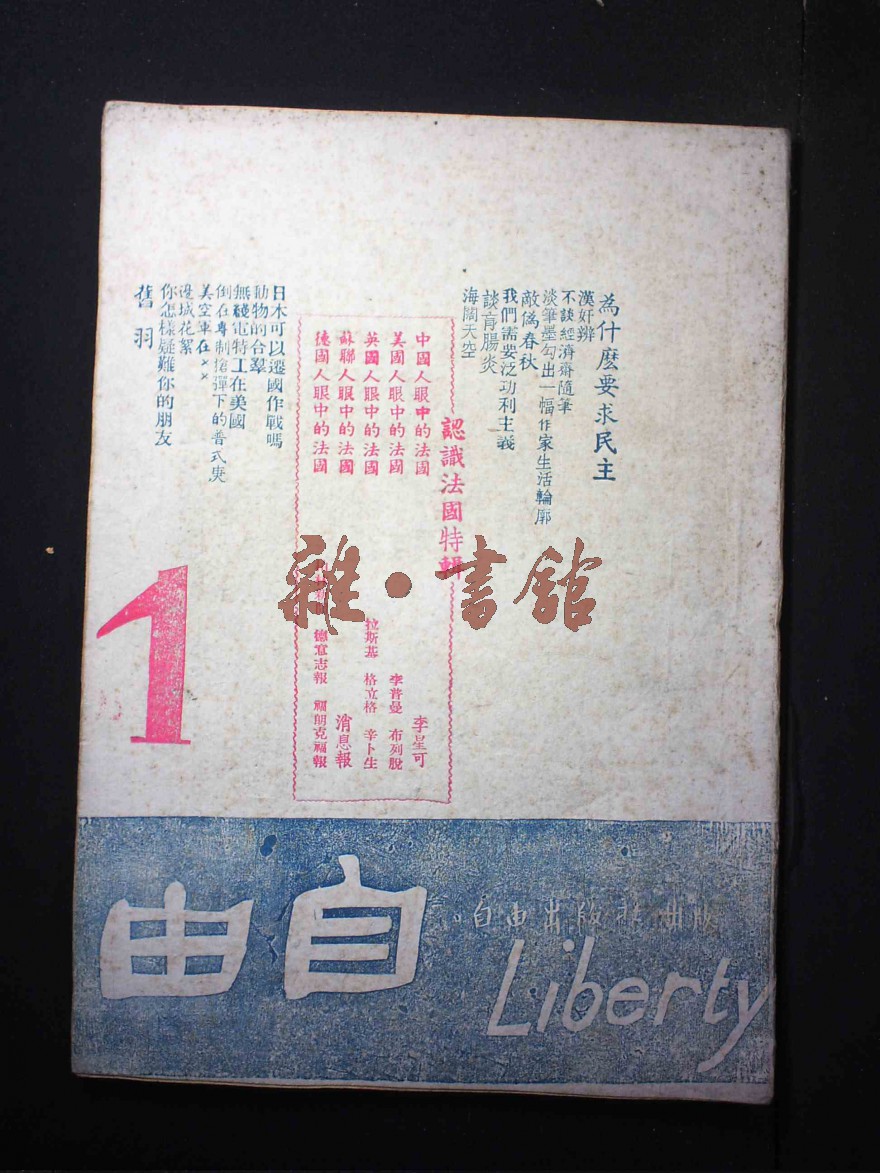 為什麼要求民主
漢奸辨
不談經濟齋隨筆
淡筆墨勾出一幅作家生活輪廓
敵偽春秋
我們需要泛功利主義
談盲腸炎
海闊天空
認識法國特輯
中國人眼中的法國 李星可
美國人眼中的法國 李普曼 布列脫
英國人眼中的法國 拉斯基 格立格 辛卜生
蘇聯人眼中的法國 消息報
德國人眼中的法國 德意志報 福朗克福報
日本可以遷國作戰嗎
動物的合羣
無綫電特工在美國
倒在專制槍彈下的普式庚
美空軍在××
邊城花絮
你怎樣疑難你的朋友
舊羽
1
雜·書館
自由
自由出版社出版
Liberty